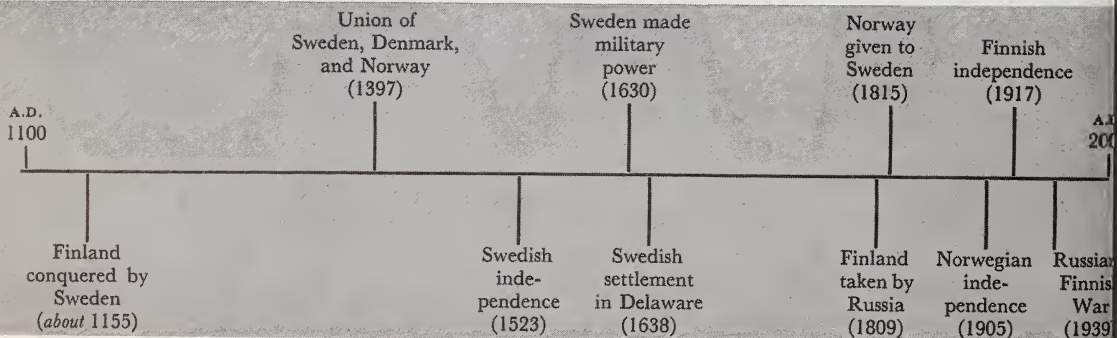 Union of
Sweden, Denmark,
and Norway
(1397)
Sweden made
military
power
(1630)
Norway
given to
Sweden
(1815)
Finnish
independence
(1917)
A.D.
1100
Finland
conquered by
Sweden
(about 1155)
Swedish
inde-
pendence
(1523)
Swedish
settlement
in Delaware
(1638)
Finland
taken by
Russia
(1809)
Norwegian
inde-
pendence
(1905)
War
(1939